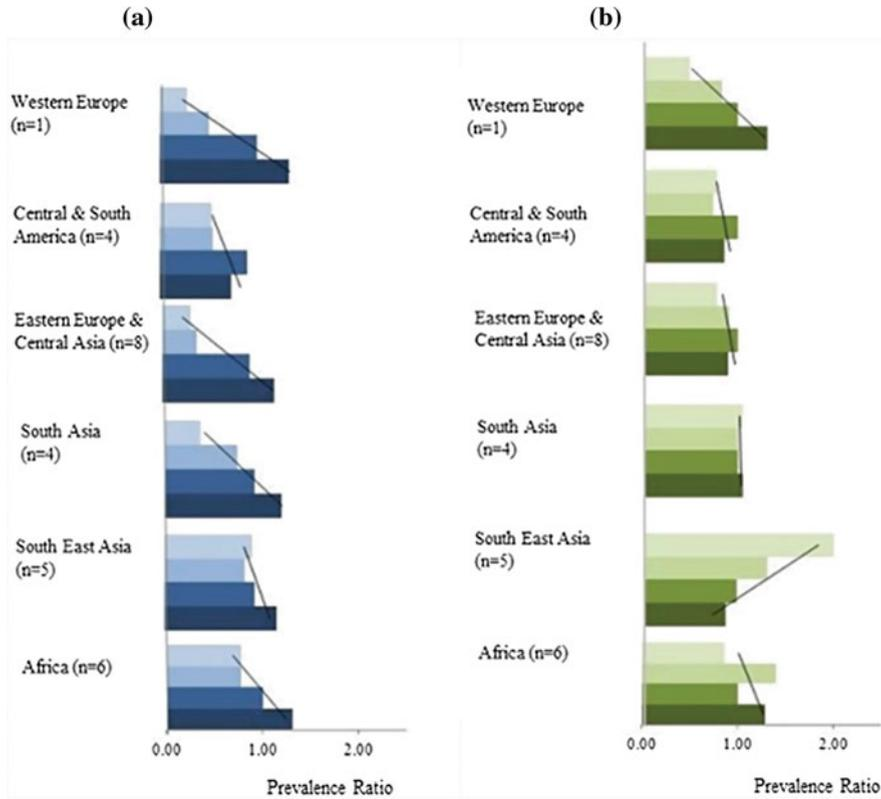 (a)
Western Europe
(n=1)
Central & South
America (n=4)
Eastern Europe &
Central Asia (n=8)
South Asia
(n=4)
South East Asia
(n=5)
Africa (n=6)
0.00 1.00 2.00
Prevalence Ratio
(b)
Western Europe
(n=1)
Central & South
America (n=4)
Eastern Europe &
Central Asia (n=8)
South Asia
(n=4)
South East Asia
(n=5)
Africa (n=6)
0.00 1.00 2.00
Prevalence Ratio